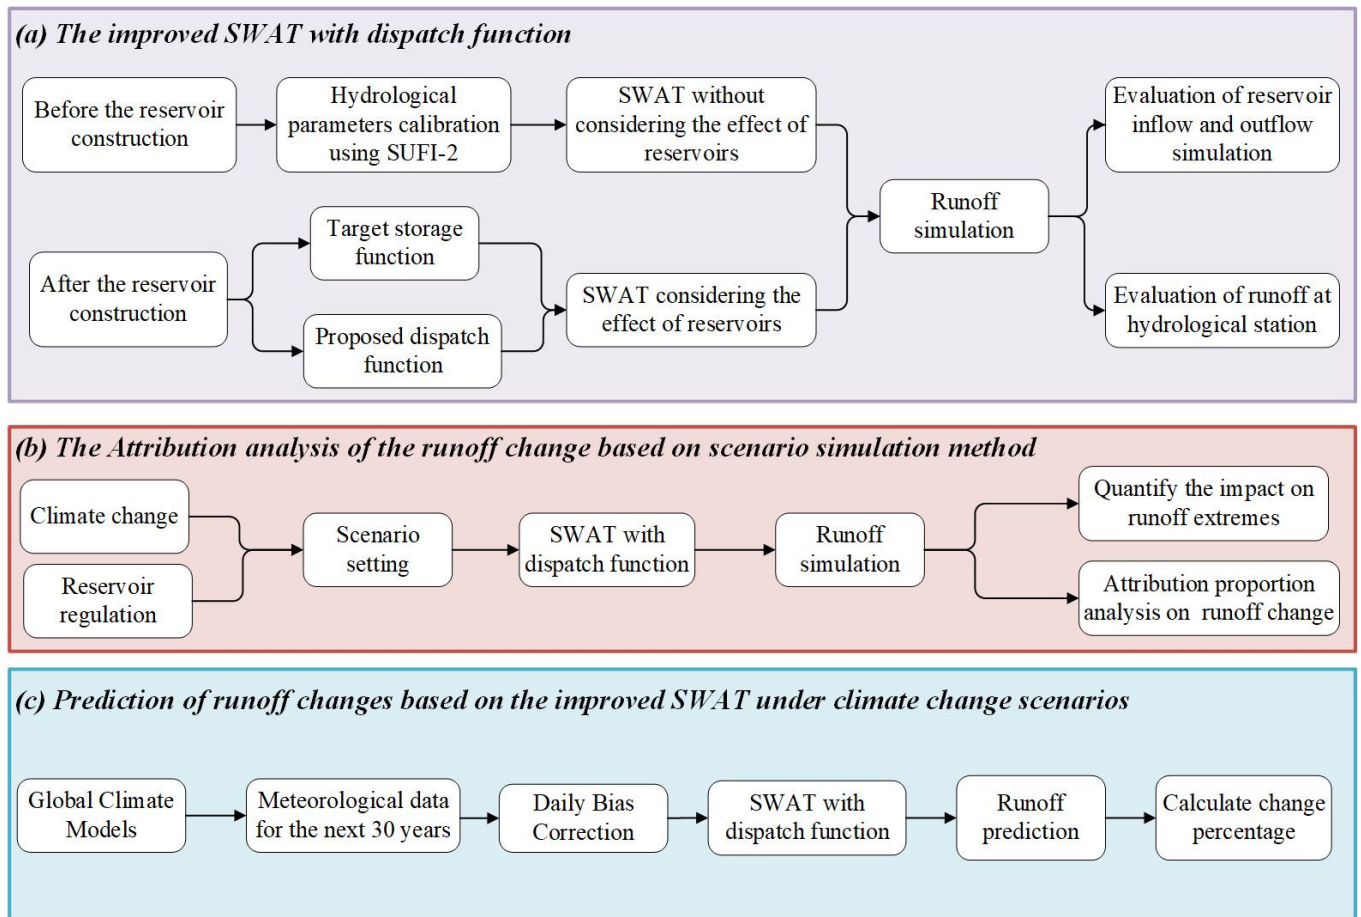 (a) The improved SWAT with dispatch function
Before the reservoir
construction
Hydrological
parameters calibration
using SUFI-2
SWAT without
considering the effect of
reservoirs
Evaluation of reservoir
inflow and outflow
simulation
Runoff
simulation
After the reservoir
construction
Target storage
function
Proposed dispatch
function
SWAT considering the
effect of reservoirs
Evaluation of runoff at
hydrological station
(b) The Attribution analysis of the runoff change based on scenario simulation method
Climate change
Reservoir
regulation
Scenario
setting
SWAT with
dispatch function
Runoff
simulation
Quantify the impact on
runoff extremes
Attribution proportion
analysis on runoff change
(c) Prediction of runoff changes based on the improved SWAT under climate change scenarios
Global Climate
Models
Meteorological data
for the next 30 years
Daily Bias
Correction
SWAT with
dispatch function
Runoff
prediction
Calculate change
percentage